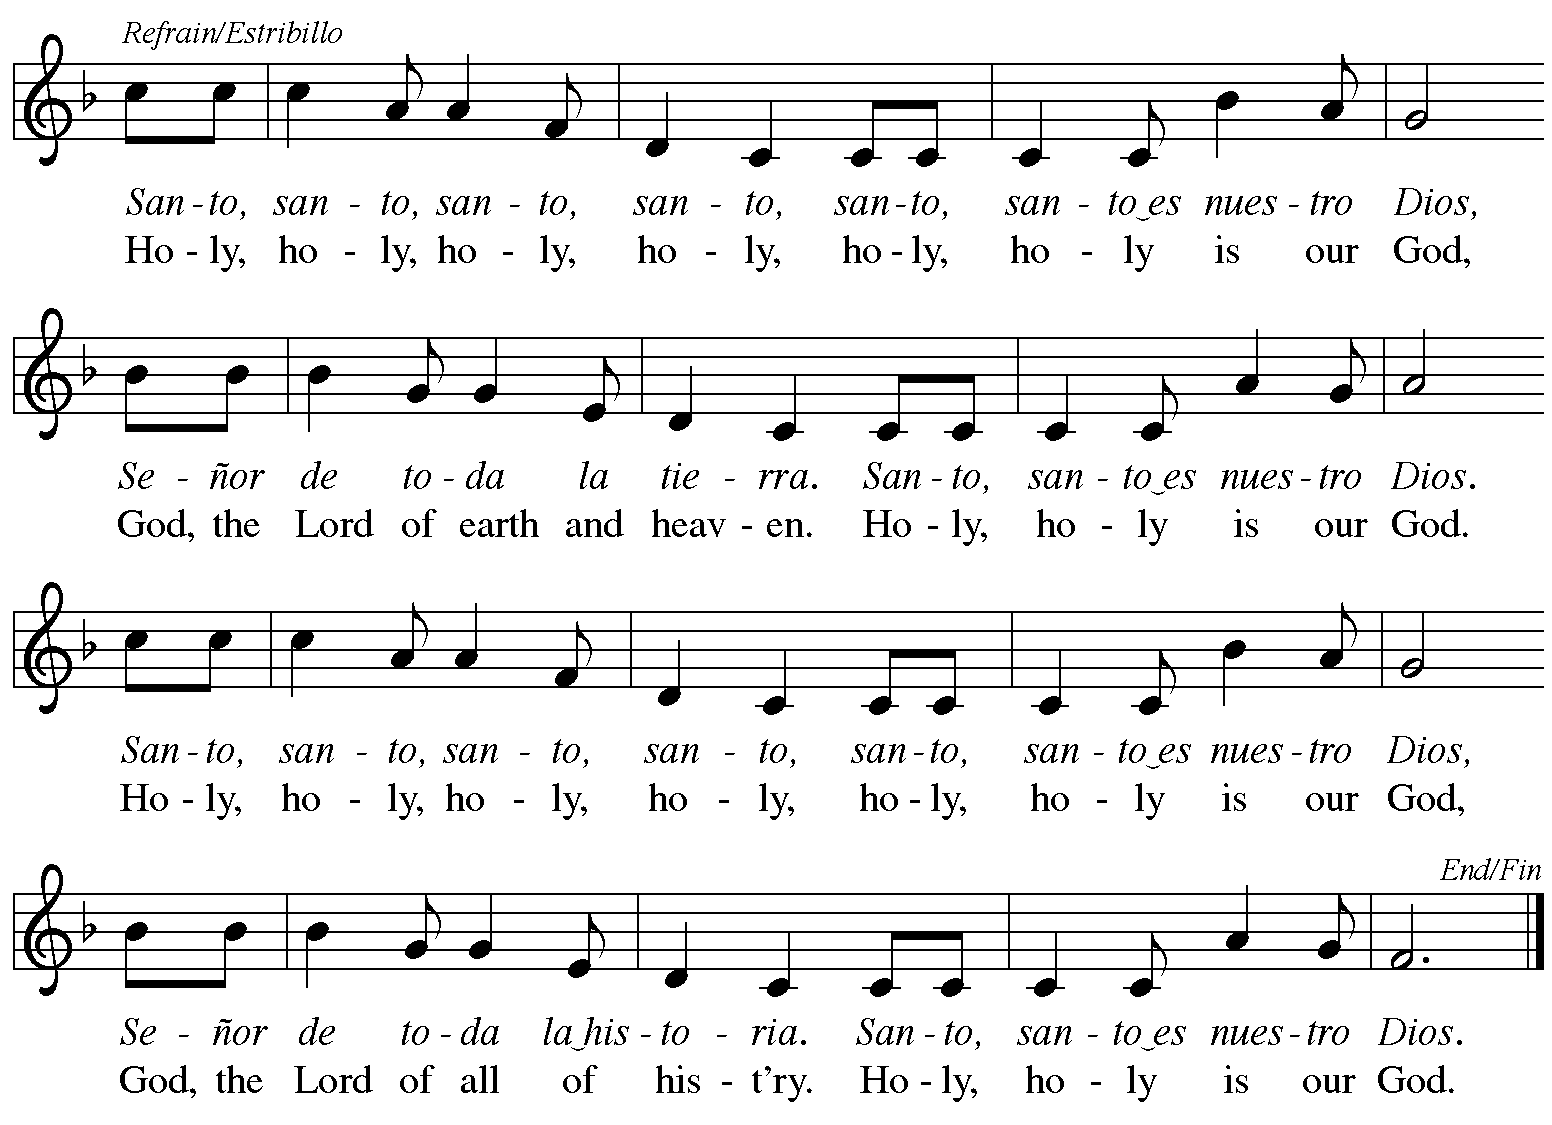 Refrain/Estribillo
San - to, san - to, san - to, san - to, san - to, san - to‿es nues - tro Dios,
Ho - ly, ho - ly, ho - ly, ho - ly, ho - ly, ho - ly is our God,
Se - ñor de to - da la tie - rra. San - to, san - to‿es nues - tro Dios.
God, the Lord of earth and heav - en. Ho - ly, ho - ly is our God.
San - to, san - to, san - to, san - to, san - to, san - to‿es nues - tro Dios,
Ho - ly, ho - ly, ho - ly, ho - ly, ho - ly, ho - ly is our God,
End/Fin
Se - ñor de to - da la‿his - to - ria. San - to, san - to‿es nues - tro Dios.
God, the Lord of all of his - t'ry. Ho - ly, ho - ly is our God.